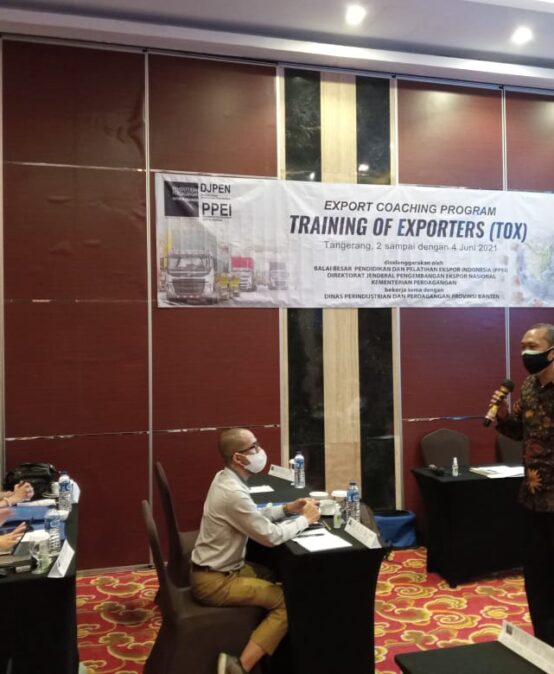 KEMENTERIAN
PERDAGANGAN
DJPEN
PPEI
EXPORT COACHING PROGRAM
TRAINING OF EXPORTERS (TOX)
Tangerang, 2 sampai dengan 4 Juni 2021
diselenggarakan oleh
BALAI BESAR PENDIDIKAN DAN PELATIHAN EKSPOR INDONESIA (PPEI)
DIREKTORAT JENDERAL PENGEMBANGAN EKSPOR NASIONAL
KEMENTERIAN PERDAGANGAN
bekerja sama dengan
DINAS PERINDUSTRIAN DAN PERDAGANGAN PROVINSI BANTEN